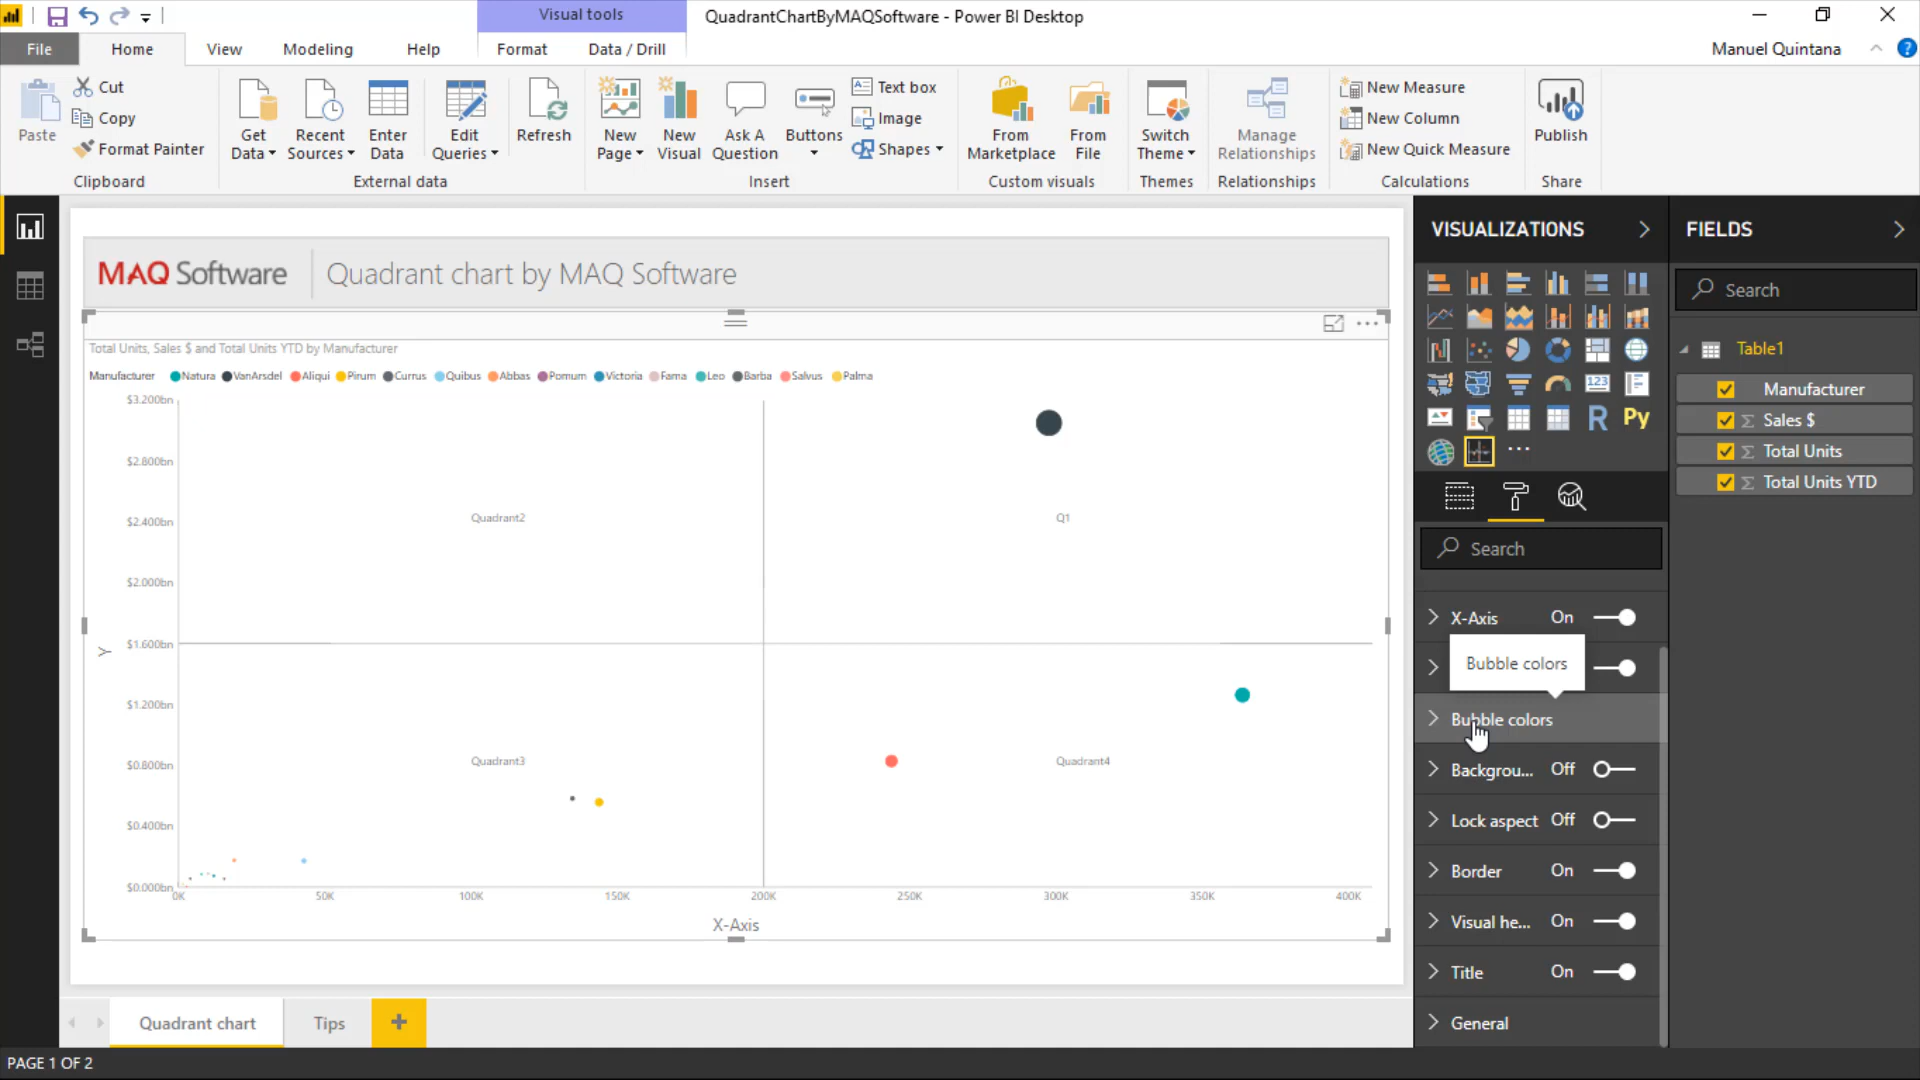 Visual tools
QuadrantChartByMAQSoftware - Power BI Desktop
File
Home
View
Modeling
Help
Format
Data / Drill
Manuel Quintana
?
Paste
Cut
Copy
Format Painter
Clipboard
Get Data
Recent Sources
Enter Data
Edit Queries
Refresh
External data
New Page
New Visual
Ask A Question
Buttons
Text box
Image
Shapes
Insert
From Marketplace
From File
Custom visuals
Switch Theme
Themes
Manage Relationships
Relationships
New Measure
New Column
New Quick Measure
Calculations
Publish
Share
MAQ Software
Quadrant chart by MAQ Software
Total Units, Sales $ and Total Units YTD by Manufacturer
Manufacturer Natura VanArsdel Aliqui Pirum Currus Quibus Abbas Pomum Victoria Fama Leo Barba Salvus Palma
$3.200bn
$2.800bn
$2.400bn
$2.000bn
$1.600bn
$1.200bn
$0.800bn
$0.400bn
$0.000bn
Y
Quadrant2
Q1
Quadrant3
Quadrant4
0K 50K 100K 150K 200K 250K 300K 350K 400K
X-Axis
VISUALIZATIONS
123
R
Py
Search
X-Axis On
Bubble colors
Bubble colors
Backgrou... Off
Lock aspect Off
Border On
Visual he... On
Title On
General
FIELDS
Search
Table1
Manufacturer
Σ Sales $
Σ Total Units
Σ Total Units YTD
Quadrant chart
Tips
+
PAGE 1 OF 2